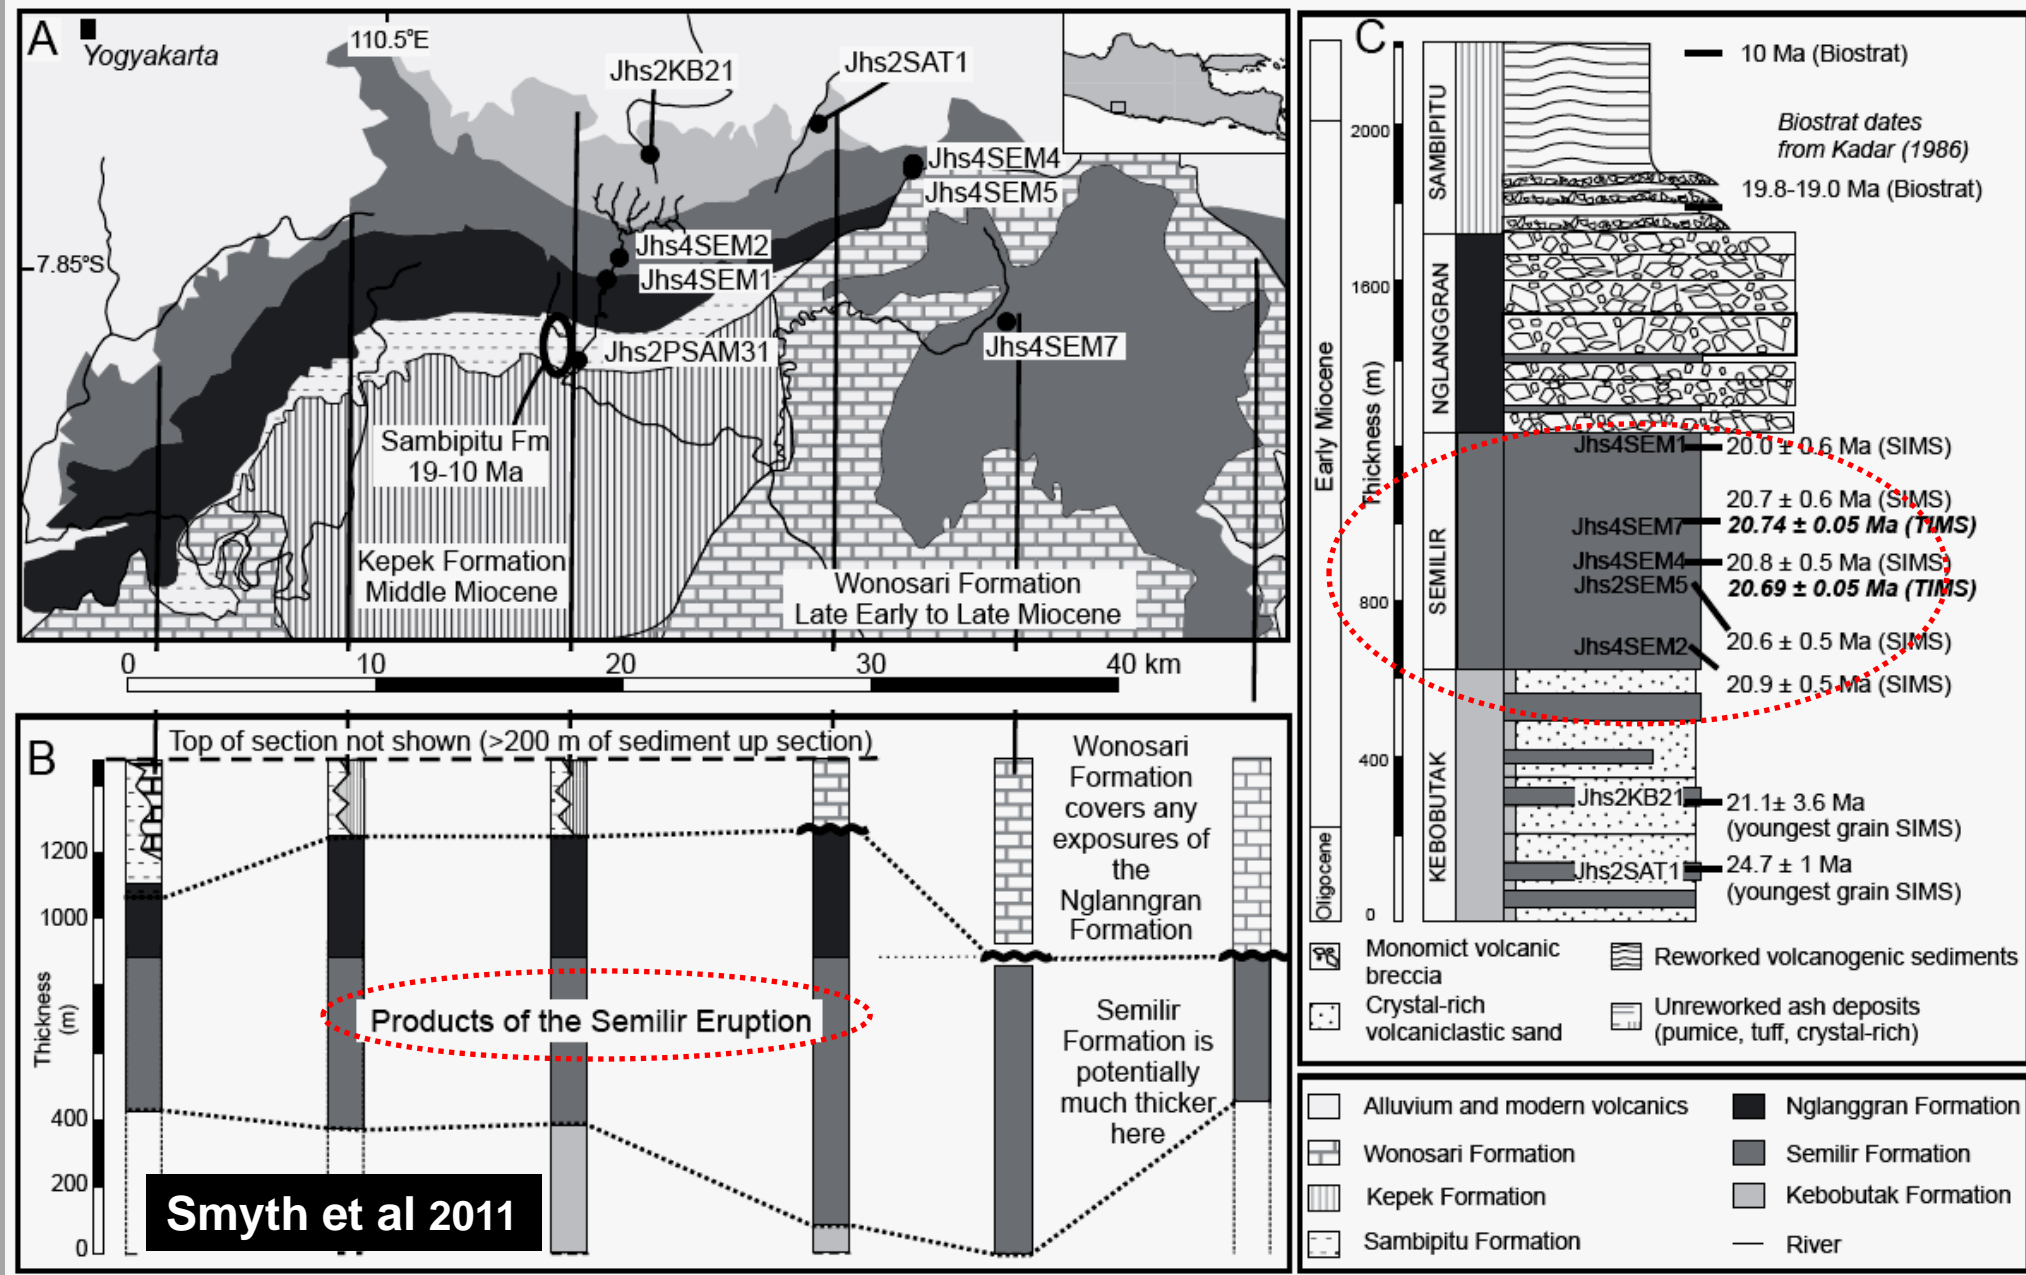 A
Yogyakarta
110.5°E
Jhs2KB21
Jhs2SAT1
Jhs4SEM4
Jhs4SEM5
Jhs4SEM2
Jhs4SEM1
7.85°S
Jhs2PSAM31
Jhs4SEM7
Sambipitu Fm
19-10 Ma
Kepek Formation
Middle Miocene
Wonosari Formation
Late Early to Late Miocene
0 10 20 30 40 km
B
Top of section not shown (>200 m of sediment up section)
Wonosari
Formation
covers any
exposures of
the
Nglanngran
Formation
1200
1000
Thickness
(m)
400
200
0
Products of the Semilir Eruption
Semilir
Formation is
potentially
much thicker
here
Smyth et al 2011
C
Early Miocene
Oligocene
Thickness (m)
2000
1600
800
400
0
SAMBIPITU
NGLANGGRAN
SEMILIR
KEBOBUTAK
10 Ma (Biostrat)
Biostrat dates
from Kadar (1986)
19.8-19.0 Ma (Biostrat)
Jhs4SEM1 20.0 ± 0.6 Ma (SIMS)
20.7 ± 0.6 Ma (SIMS)
Jhs4SEM7 20.74 ± 0.05 Ma (TIMS)
Jhs4SEM4 20.8 ± 0.5 Ma (SIMS)
Jhs2SEM5 20.69 ± 0.05 Ma (TIMS)
20.6 ± 0.5 Ma (SIMS)
Jhs4SEM2
20.9 ± 0.5 Ma (SIMS)
Jhs2KB21 21.1± 3.6 Ma
(youngest grain SIMS)
Jhs2SAT1 24.7 ± 1 Ma
(youngest grain SIMS)
Monomict volcanic
breccia
Reworked volcanogenic sediments
Crystal-rich
volcaniclastic sand
Unreworked ash deposits
(pumice, tuff, crystal-rich)
Alluvium and modern volcanics
Nglanggran Formation
Wonosari Formation
Semilir Formation
Kepek Formation
Kebobutak Formation
Sambipitu Formation
River